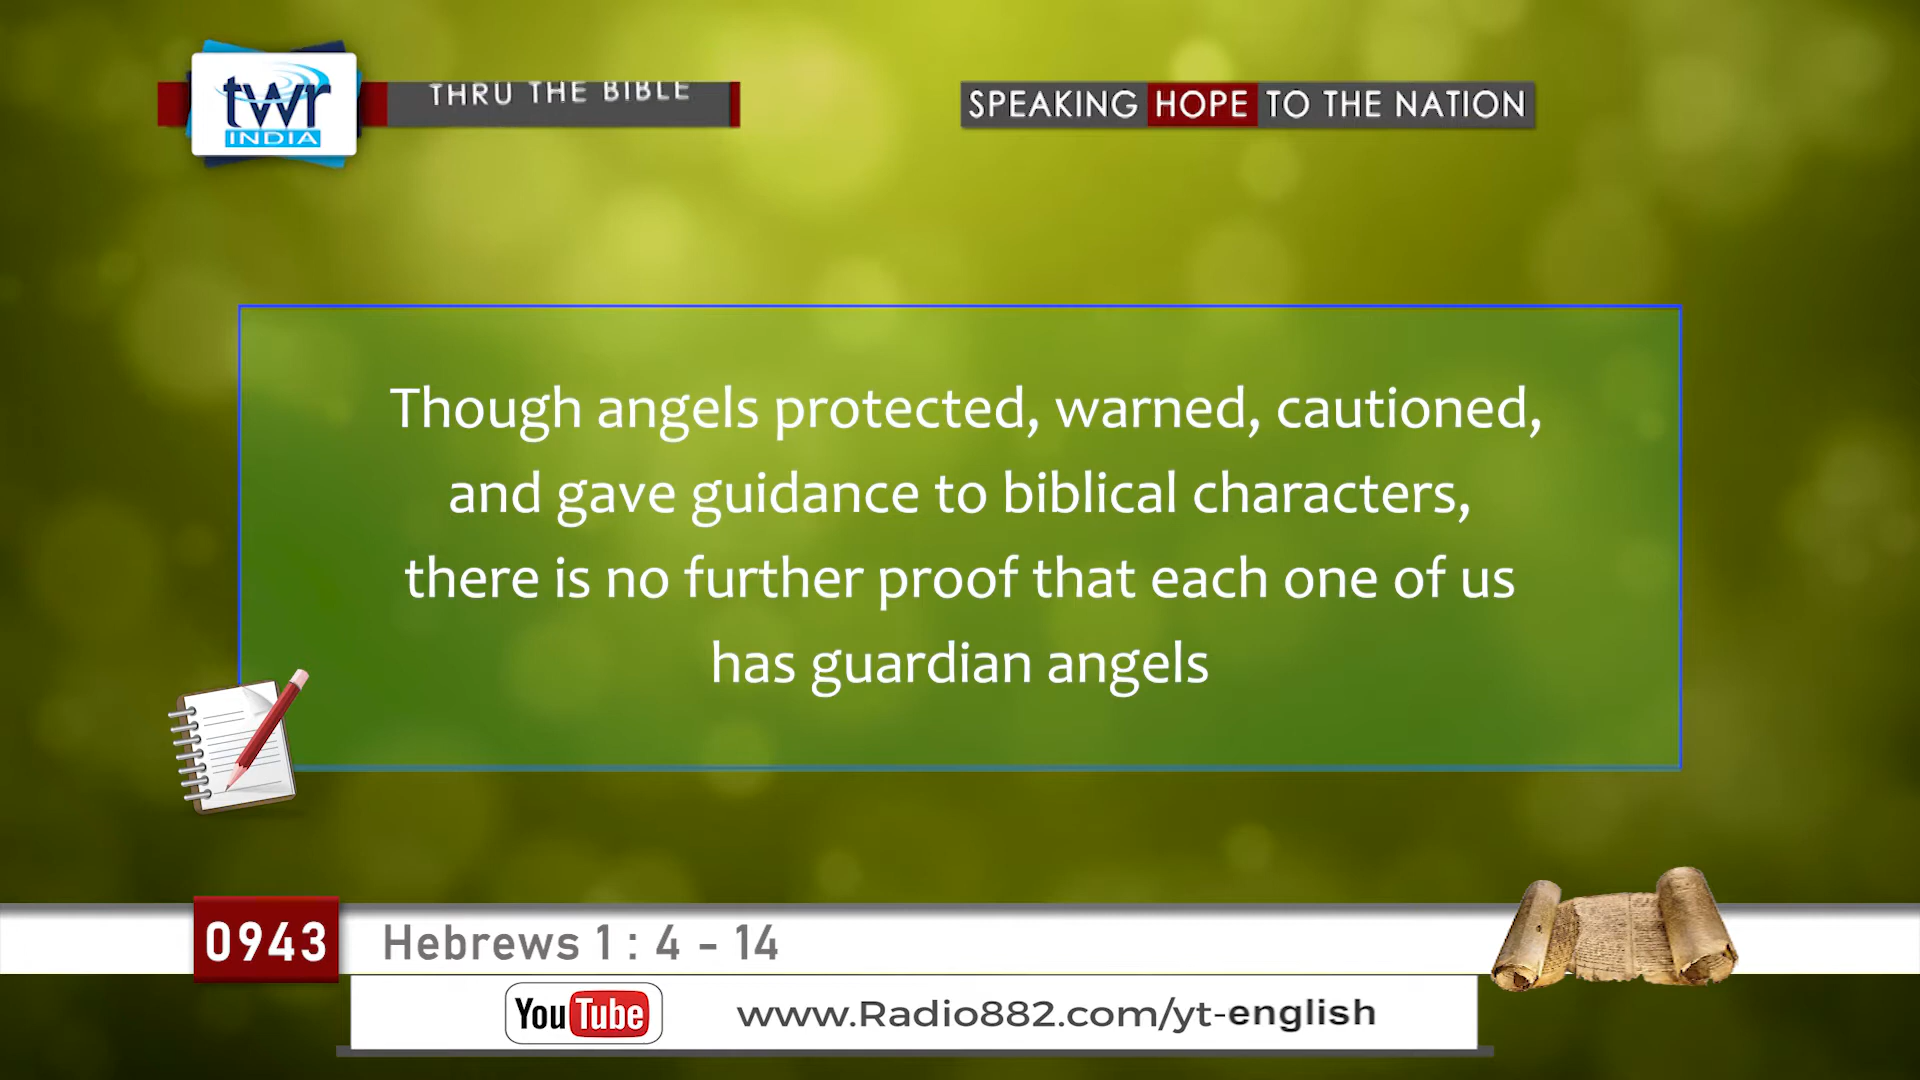 twr
INDIA
THRU THE BIBLE
SPEAKING HOPE TO THE NATION
Though angels protected, warned, cautioned,
and gave guidance to biblical characters,
there is no further proof that each one of us
has guardian angels
0943
Hebrews 1 : 4 - 14
YouTube
www.Radio882.com/yt-english